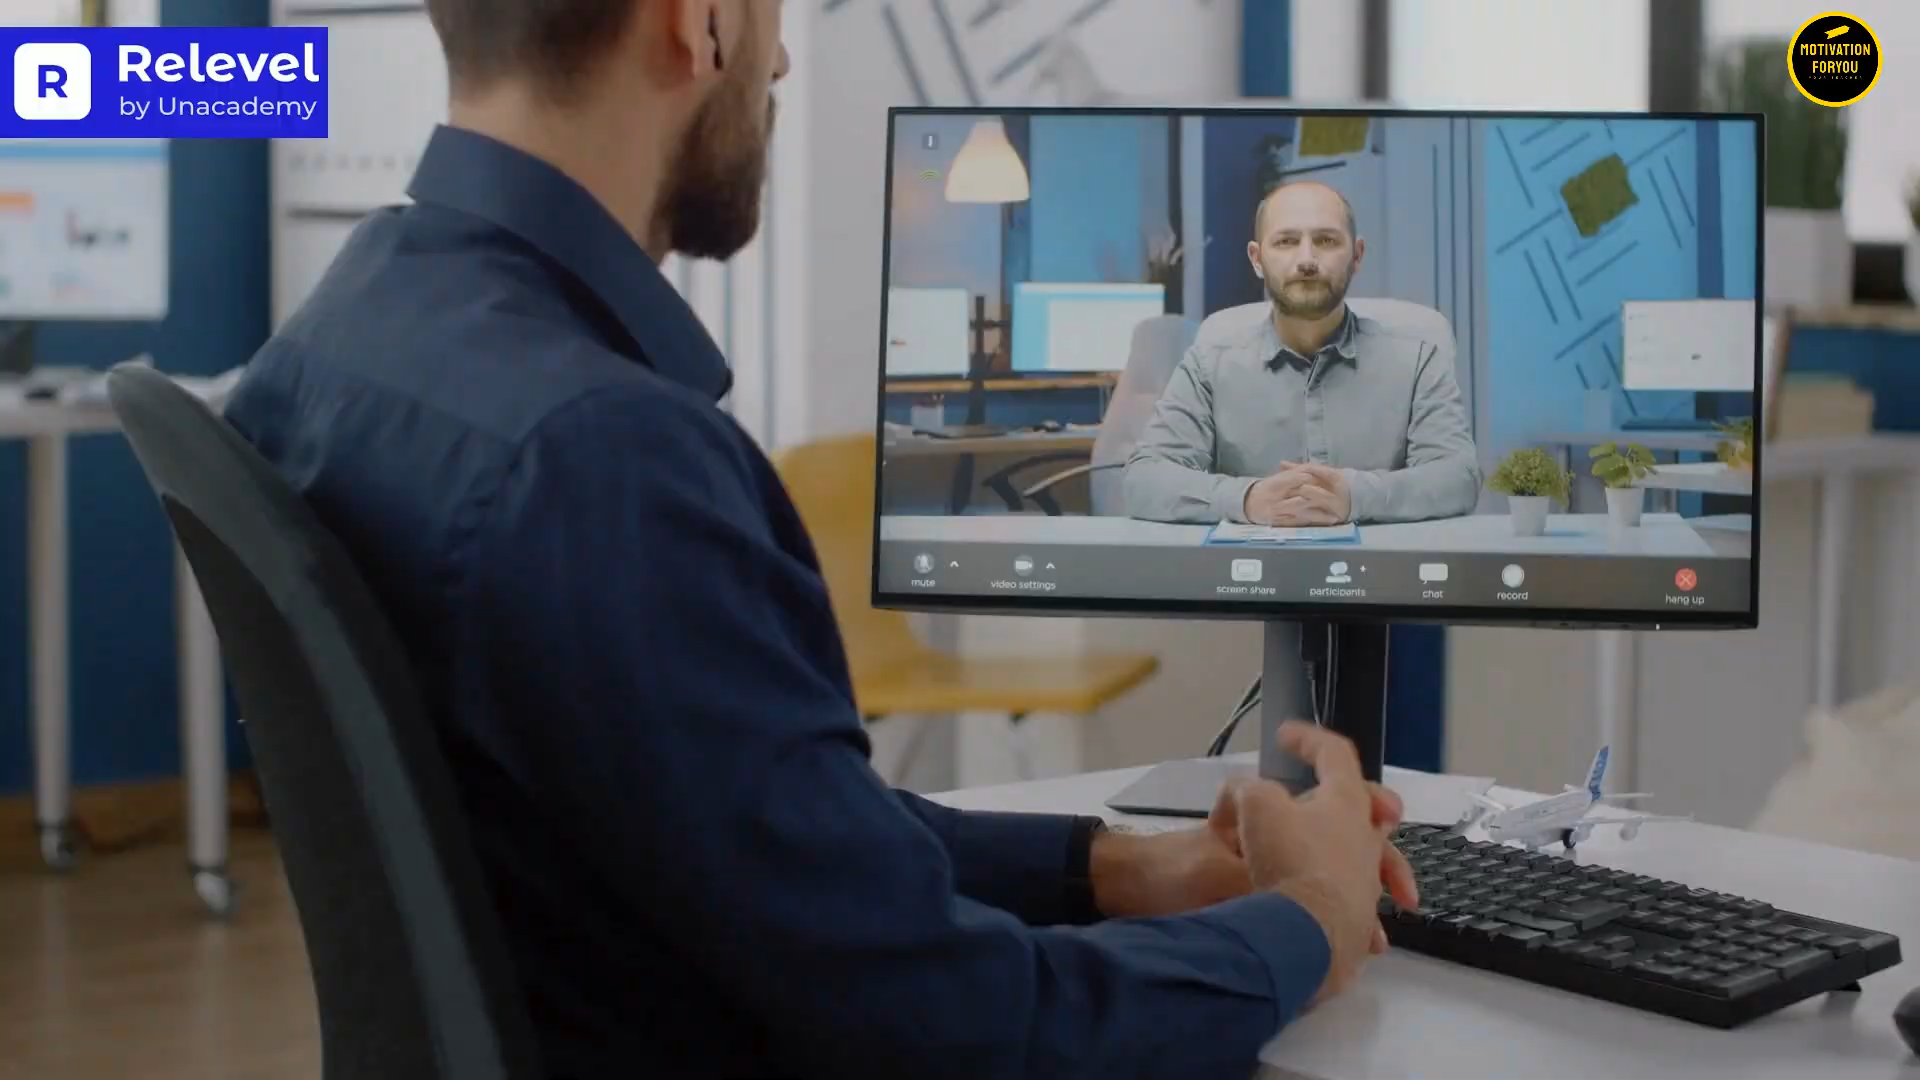 R
Relevel
by Unacademy
MOTIVATION
FORYOU
mute
video settings
screen share
participants
chat
record
hang up